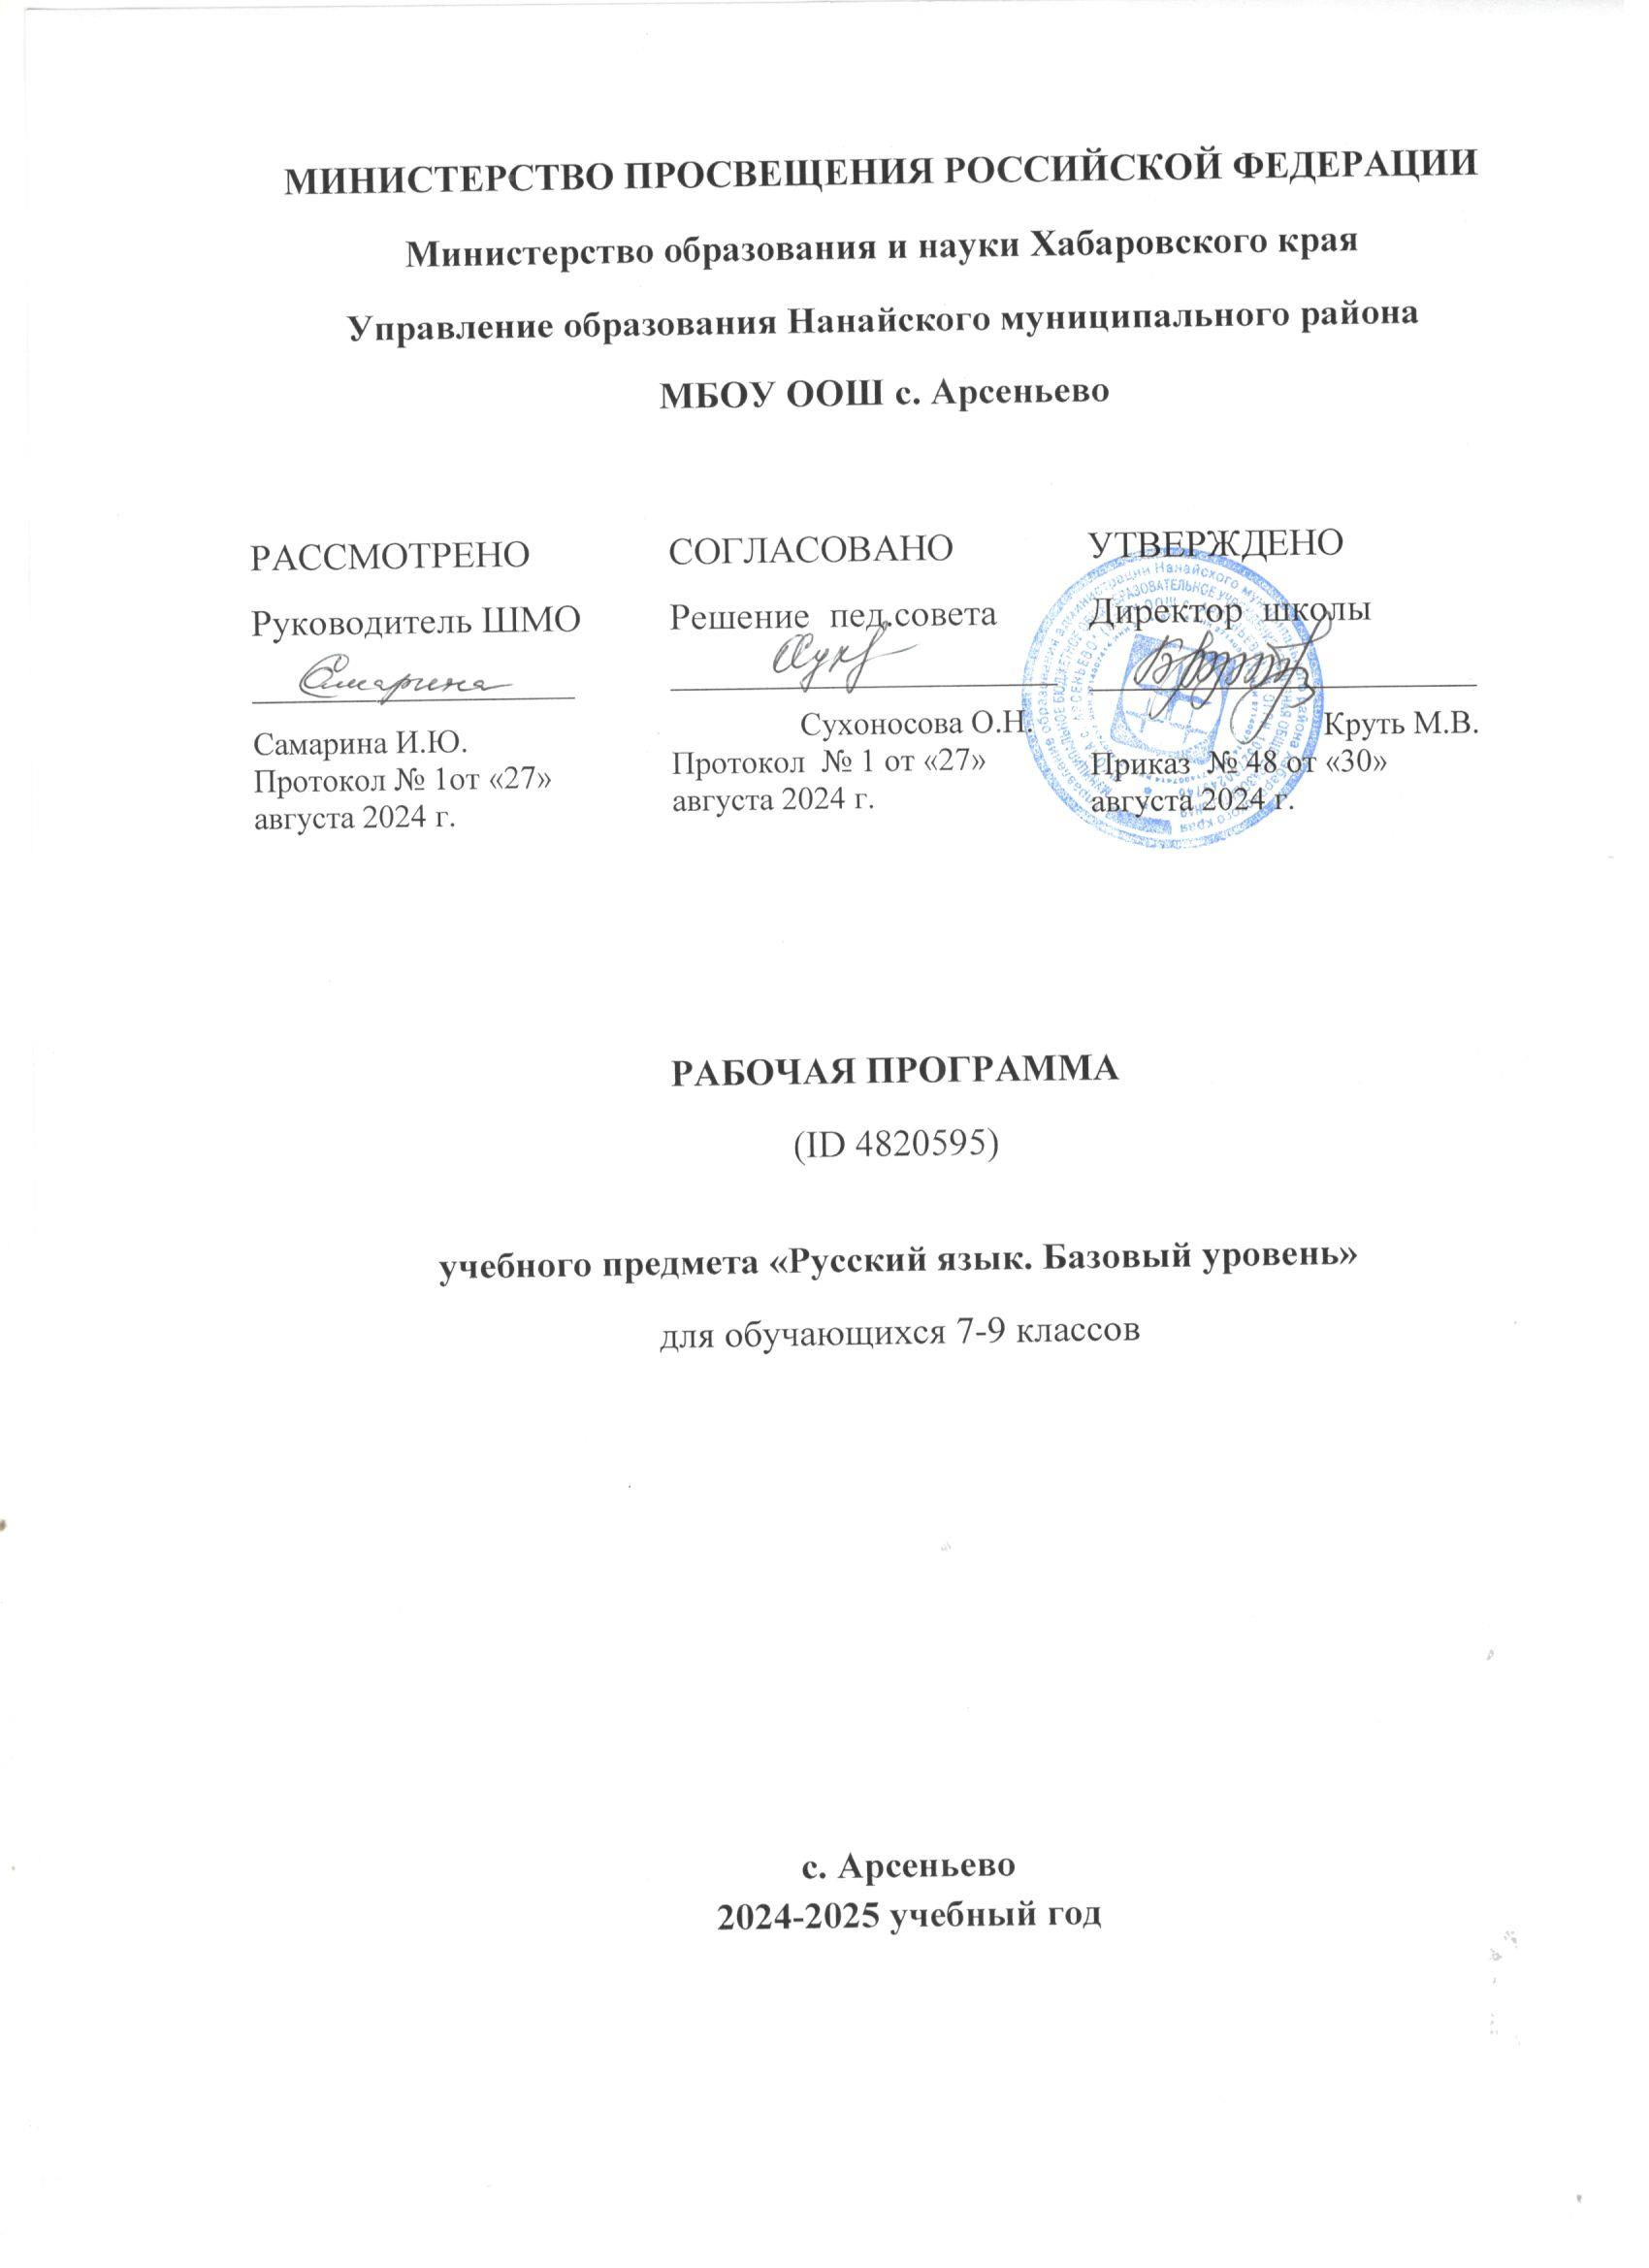 МИНИСТЕРСТВО ПРОСВЕЩЕНИЯ РОССИЙСКОЙ ФЕДЕРАЦИИ
Министерство образования и науки Хабаровского края
Управление образования Нанайского муниципального района
МБОУ ООШ с. Арсеньево
РАССМОТРЕНО
Руководитель ШМО
Самарина
Самарина И.Ю.
Протокол № 1от «27»
августа 2024 г.
СОГЛАСОВАНО
Решение пед.совета
Сухоносова О.Н.
Протокол № 1 от «27»
августа 2024 г.
УТВЕРЖДЕНО
Директор школы
Круть М.В.
Приказ № 48 от «30»
августа 2024 г.
РАБОЧАЯ ПРОГРАММА
(ID 4820595)
учебного предмета «Русский язык. Базовый уровень»
для обучающихся 7-9 классов
с. Арсеньево
2024-2025 учебный год